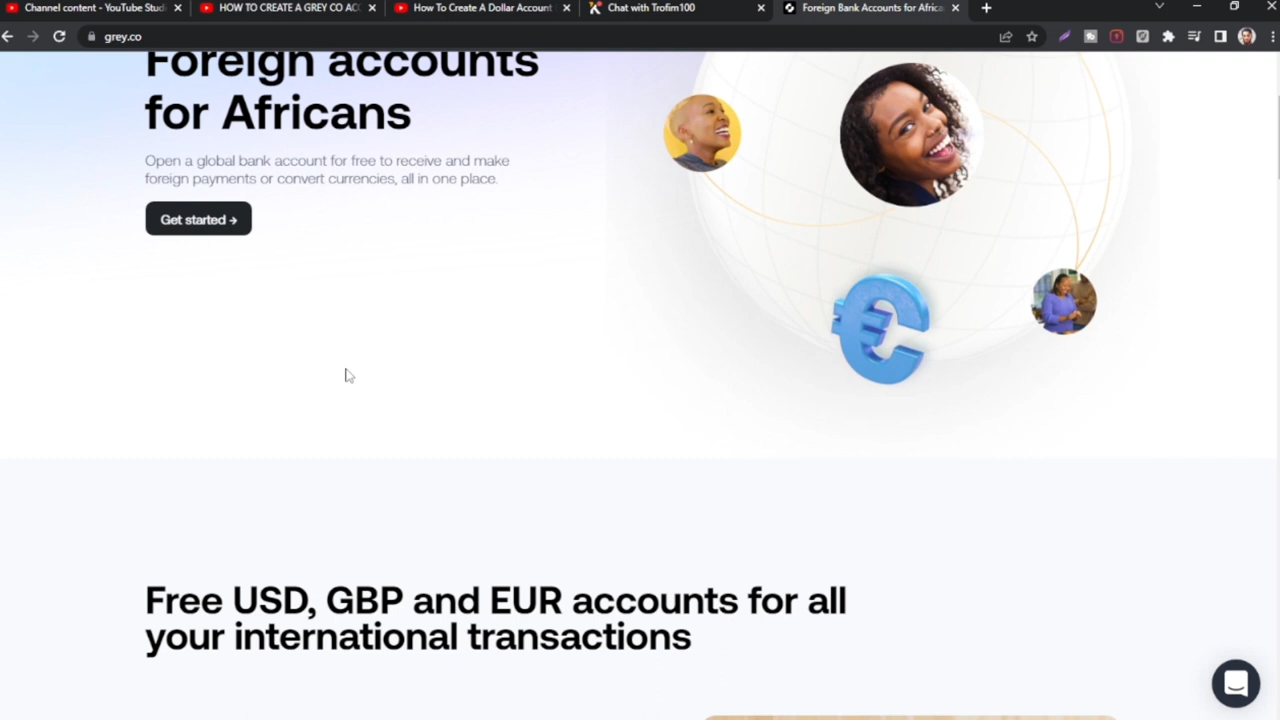 Channel content - YouTube Stud
HOW TO CREATE A GREY CO AC
How To Create A Dollar Account
Chat with Trofim100
Foreign Bank Accounts for Africa
grey.co
Foreign accounts
for Africans
Open a global bank account for free to receive and make
foreign payments or convert currencies, all in one place.
Get started →
€
Free USD, GBP and EUR accounts for all
your international transactions